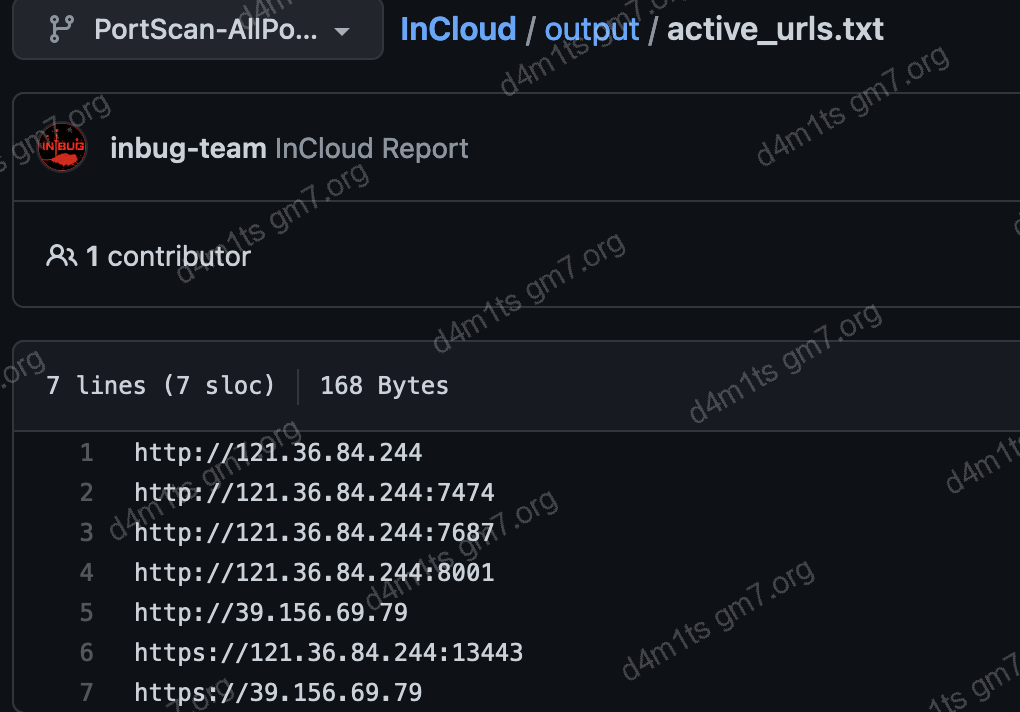 PortScan-AllPo...
InCloud / output / active_urls.txt
INBUG
inbug-team InCloud Report
1 contributor
7 lines (7 sloc) 168 Bytes
1 http://121.36.84.244
2 http://121.36.84.244:7474
3 http://121.36.84.244:7687
4 http://121.36.84.244:8001
5 http://39.156.69.79
6 https://121.36.84.244:13443
7 https://39.156.69.79
d4m1ts gm7.org